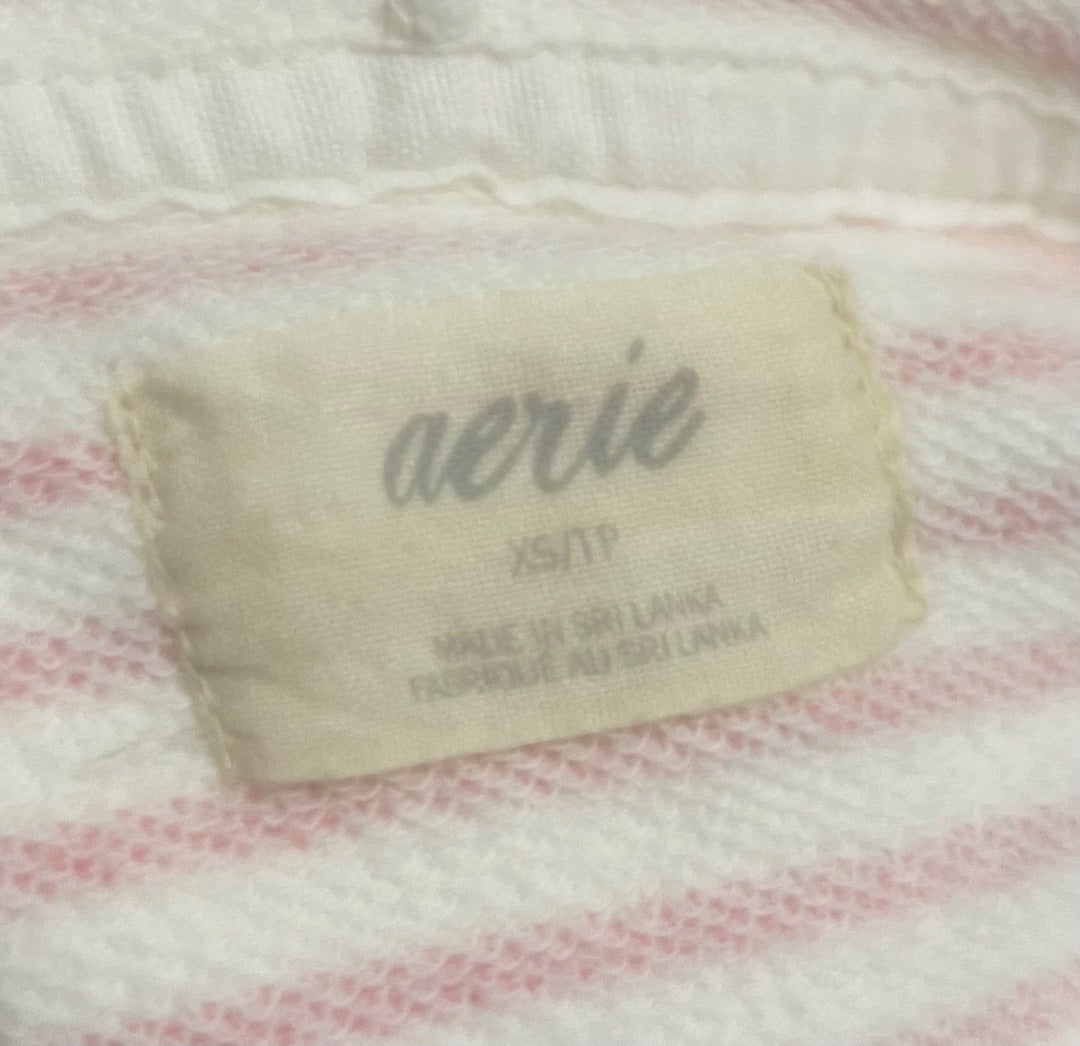 aerie
XS/TP
MADE IN SRI LANKA
FABRIQUÉ AU SRI LANKA